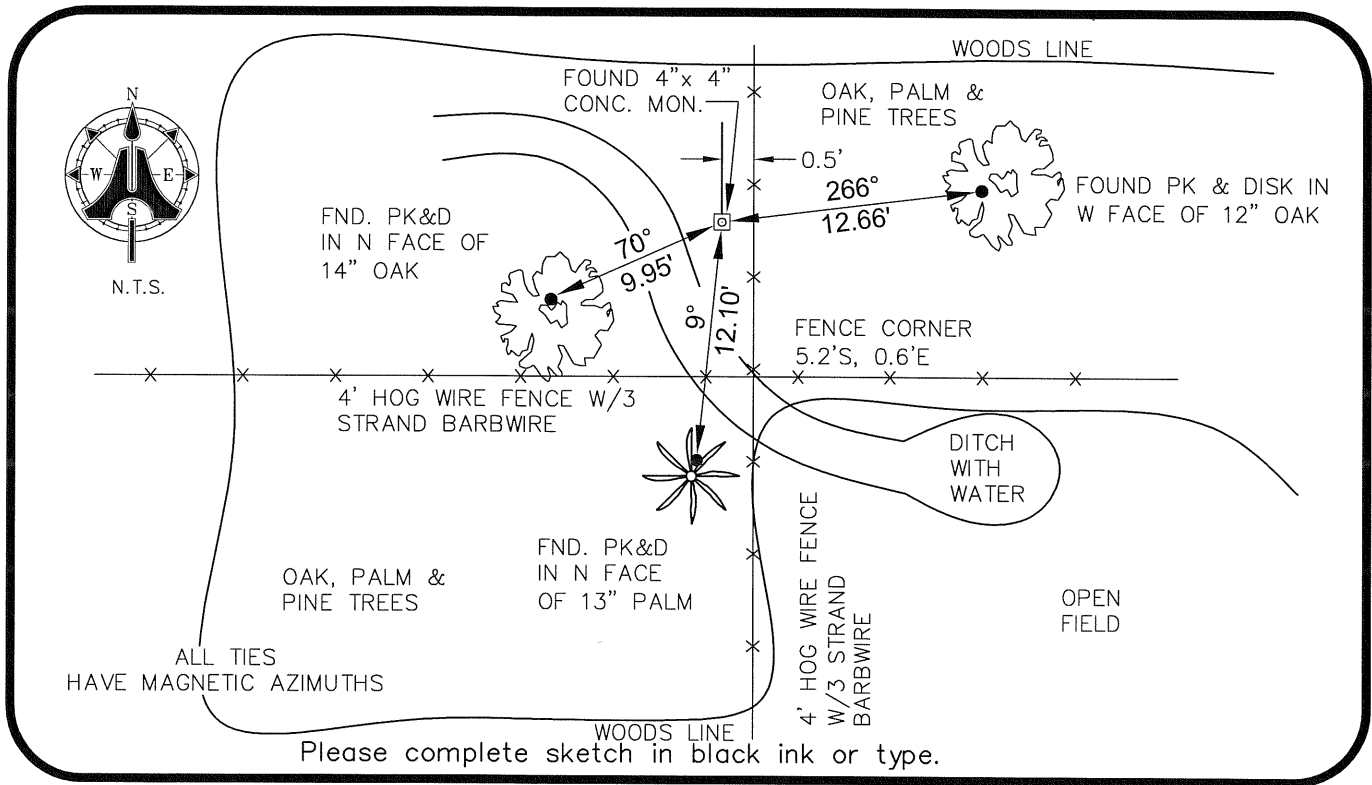 WOODS LINE
FOUND 4"x 4"
CONC. MON.
OAK, PALM &
PINE TREES
N
W
E
S
N.T.S.
0.5'
266°
12.66'
FOUND PK & DISK IN
W FACE OF 12" OAK
FND. PK&D
IN N FACE OF
14" OAK
70°
9.95'
9°
12.10'
FENCE CORNER
5.2'S, 0.6'E
4' HOG WIRE FENCE W/3
STRAND BARBWIRE
DITCH
WITH
WATER
FND. PK&D
IN N FACE
OF 13" PALM
OAK, PALM &
PINE TREES
4' HOG WIRE FENCE
W/3 STRAND
BARBWIRE
OPEN
FIELD
ALL TIES
HAVE MAGNETIC AZIMUTHS
WOODS LINE
Please complete sketch in black ink or type.